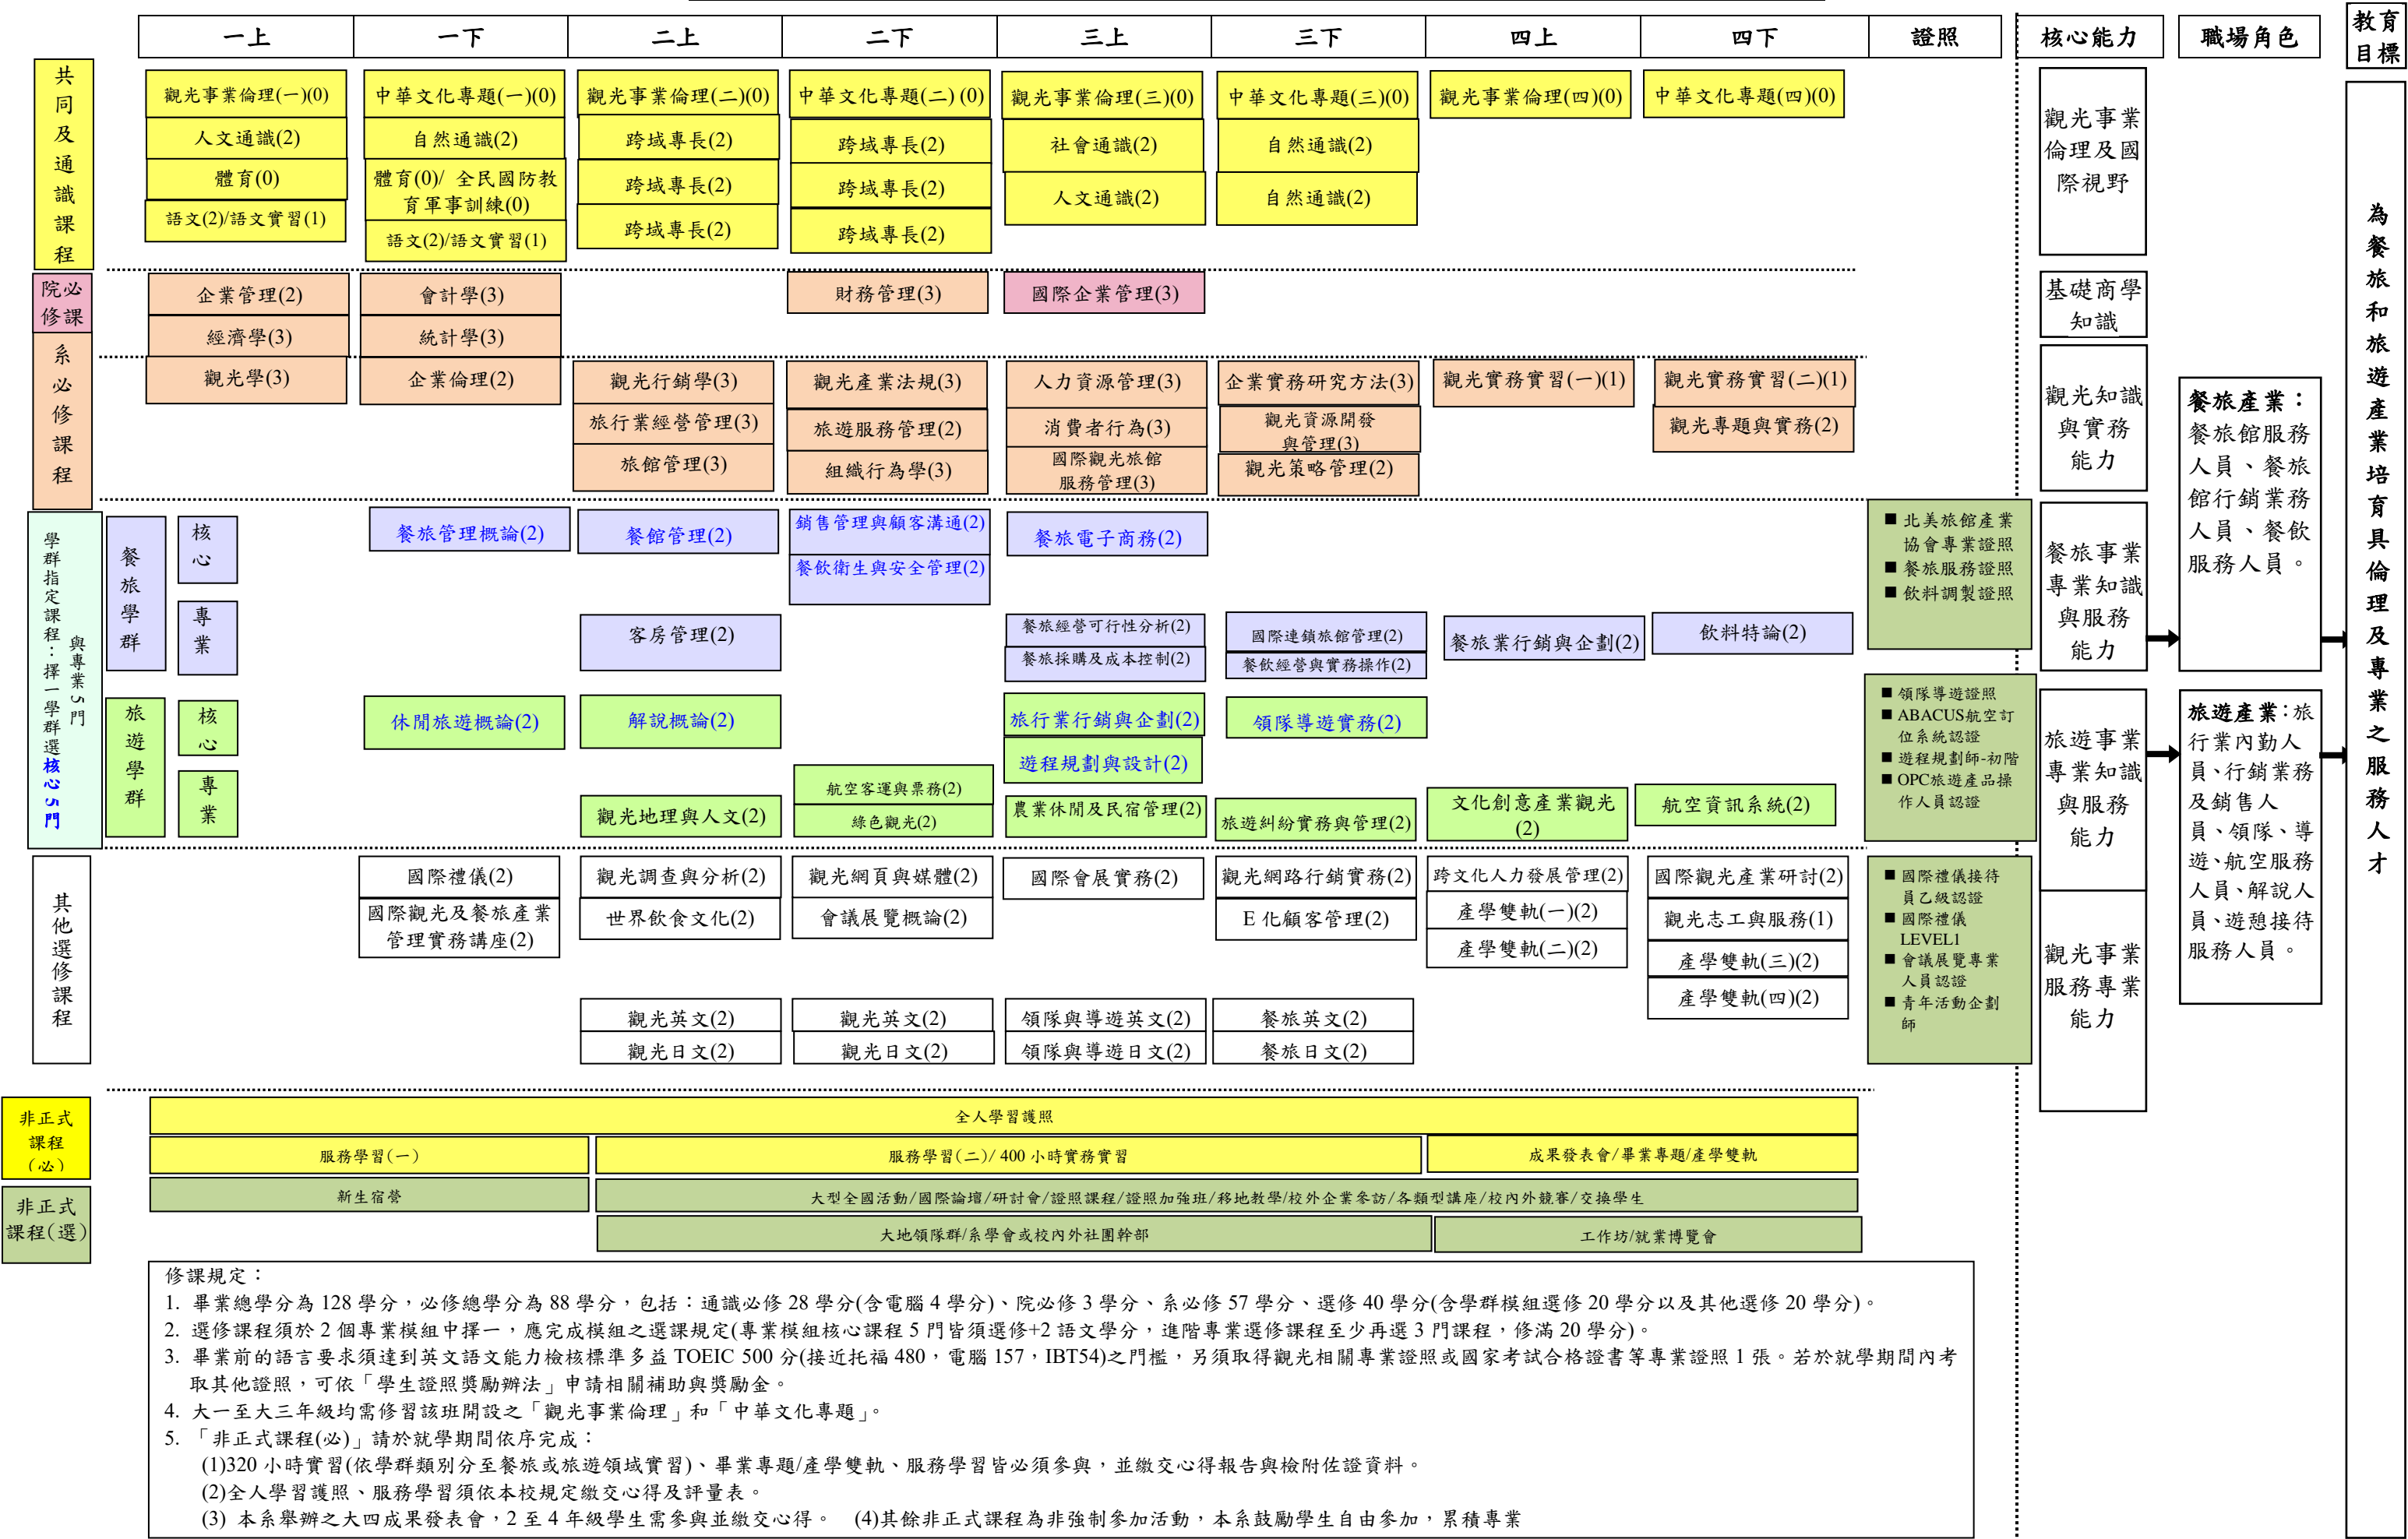 一上
一下
二上
二下
三上
三下
四上
四下
證照
核心能力
職場角色
教育
目標
共同及通識課程
觀光事業倫理(一)(0)
中華文化專題(一)(0)
觀光事業倫理(二)(0)
中華文化專題(二) (0)
觀光事業倫理(三)(0)
中華文化專題(三)(0)
觀光事業倫理(四)(0)
中華文化專題(四)(0)
人文通識(2)
自然通識(2)
跨域專長(2)
跨域專長(2)
社會通識(2)
自然通識(2)
體育(0)
體育(0)/ 全民國防教
育軍事訓練(0)
跨域專長(2)
跨域專長(2)
人文通識(2)
自然通識(2)
語文(2)/語文實習(1)
語文(2)/語文實習(1)
跨域專長(2)
跨域專長(2)
觀光事業
倫理及國
際視野
院必
修課
企業管理(2)
會計學(3)
財務管理(3)
國際企業管理(3)
經濟學(3)
統計學(3)
基礎商學
知識
系必修課程
觀光學(3)
企業倫理(2)
觀光行銷學(3)
觀光產業法規(3)
人力資源管理(3)
企業實務研究方法(3)
觀光實務實習(一)(1)
觀光實務實習(二)(1)
旅行業經營管理(3)
旅遊服務管理(2)
消費者行為(3)
觀光資源開發
與管理(3)
觀光專題與實務(2)
旅館管理(3)
組織行為學(3)
國際觀光旅館
服務管理(3)
觀光策略管理(2)
觀光知識
與實務
能力
學群指定課程：擇一學群選核心5門
與專業5門
餐旅學群
核心
餐旅管理概論(2)
餐館管理(2)
銷售管理與顧客溝通(2)
餐飲衛生與安全管理(2)
餐旅電子商務(2)
專業
客房管理(2)
餐旅經營可行性分析(2)
餐旅採購及成本控制(2)
國際連鎖旅館管理(2)
餐飲經營與實務操作(2)
餐旅業行銷與企劃(2)
飲料特論(2)
■ 北美旅館產業
協會專業證照
■ 餐旅服務證照
■ 飲料調製證照
餐旅事業
專業知識
與服務
能力
餐旅產業：
餐旅館服務
人員、餐旅
館行銷業務
人員、餐飲
服務人員。
旅遊學群
核心
休閒旅遊概論(2)
解說概論(2)
旅行業行銷與企劃(2)
遊程規劃與設計(2)
領隊導遊實務(2)
專業
觀光地理與人文(2)
航空客運與票務(2)
綠色觀光(2)
農業休閒及民宿管理(2)
旅遊糾紛實務與管理(2)
文化創意產業觀光
(2)
航空資訊系統(2)
■ 領隊導遊證照
■ ABACUS航空訂
位系統認證
■ 遊程規劃師-初階
■ OPC旅遊產品操
作人員認證
旅遊事業
專業知識
與服務
能力
旅遊產業：旅
行業內勤人
員、行銷業務
及銷售人
員、領隊、導
遊、航空服務
人員、解說人
員、遊憩接待
服務人員。
為餐旅和旅遊產業培育具倫理及專業之服務人才
其他選修課程
國際禮儀(2)
觀光調查與分析(2)
觀光網頁與媒體(2)
國際會展實務(2)
觀光網路行銷實務(2)
跨文化人力發展管理(2)
國際觀光產業研討(2)
國際觀光及餐旅產業
管理實務講座(2)
世界飲食文化(2)
會議展覽概論(2)
E 化顧客管理(2)
產學雙軌(一)(2)
觀光志工與服務(1)
產學雙軌(二)(2)
產學雙軌(三)(2)
產學雙軌(四)(2)
觀光英文(2)
觀光英文(2)
領隊與導遊英文(2)
餐旅英文(2)
觀光日文(2)
觀光日文(2)
領隊與導遊日文(2)
餐旅日文(2)
■ 國際禮儀接待
員乙級認證
■ 國際禮儀
LEVEL1
■ 會議展覽專業
人員認證
■ 青年活動企劃
師
觀光事業
服務專業
能力
非正式
課程
(必)
全人學習護照
服務學習(一)
服務學習(二)/ 400 小時實務實習
成果發表會/畢業專題/產學雙軌
非正式
課程(選)
新生宿營
大型全國活動/國際論壇/研討會/證照課程/證照加強班/移地教學/校外企業參訪/各類型講座/校內外競賽/交換學生
大地領隊群/系學會或校內外社團幹部
工作坊/就業博覽會
修課規定：
1. 畢業總學分為 128 學分，必修總學分為 88 學分，包括：通識必修 28 學分(含電腦 4 學分)、院必修 3 學分、系必修 57 學分、選修 40 學分(含學群模組選修 20 學分以及其他選修 20 學分)。
2. 選修課程須於 2 個專業模組中擇一，應完成模組之選課規定(專業模組核心課程 5 門皆須選修+2 語文學分，進階專業選修課程至少再選 3 門課程，修滿 20 學分)。
3. 畢業前的語言要求須達到英文語文能力檢核標準多益 TOEIC 500 分(接近托福 480，電腦 157，IBT54)之門檻，另須取得觀光相關專業證照或國家考試合格證書等專業證照 1 張。若於就學期間內考
取其他證照，可依「學生證照獎勵辦法」申請相關補助與獎勵金。
4. 大一至大三年級均需修習該班開設之「觀光事業倫理」和「中華文化專題」。
5. 「非正式課程(必)」請於就學期間依序完成：
(1)320 小時實習(依學群類別分至餐旅或旅遊領域實習)、畢業專題/產學雙軌、服務學習皆必須參與，並繳交心得報告與檢附佐證資料。
(2)全人學習護照、服務學習須依本校規定繳交心得及評量表。
(3) 本系舉辦之大四成果發表會，2 至 4 年級學生需參與並繳交心得。 (4)其餘非正式課程為非強制參加活動，本系鼓勵學生自由參加，累積專業